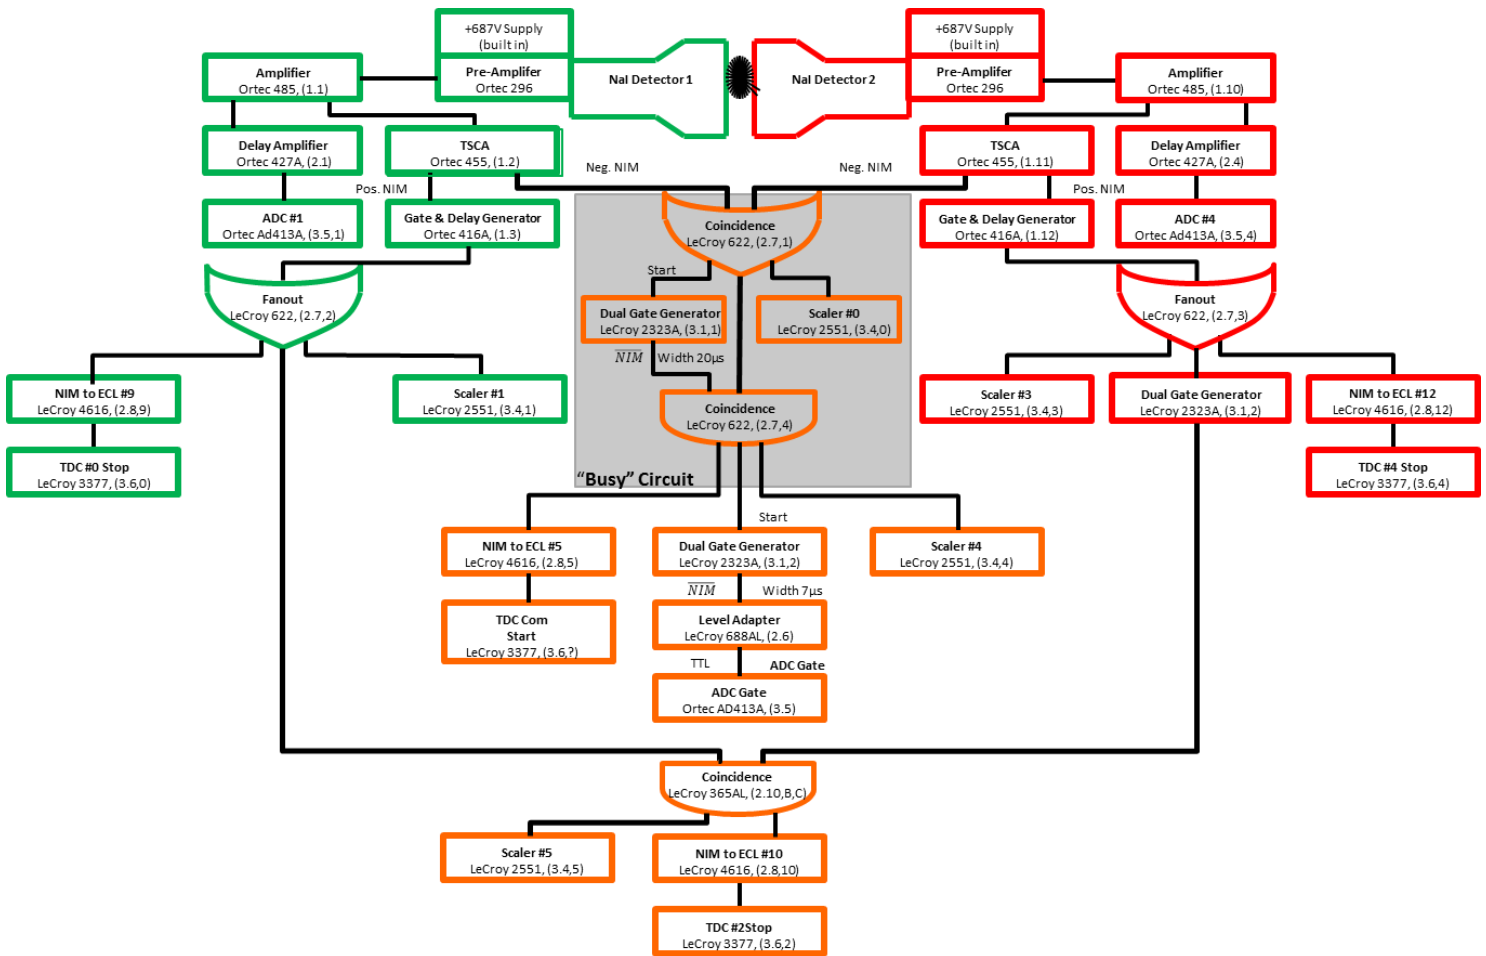 +687V Supply
(built in)
+687V Supply
(built in)
Amplifier
Ortec 485, (1.1)
Pre-Amplifer
Ortec 296
NaI Detector 1
NaI Detector 2
Pre-Amplifer
Ortec 296
Amplifier
Ortec 485, (1.10)
Delay Amplifier
Ortec 427A, (2.1)
TSCA
Ortec 455, (1.2)
TSCA
Ortec 455, (1.11)
Delay Amplifier
Ortec 427A, (2.4)
Neg. NIM
Neg. NIM
Pos. NIM
Pos. NIM
ADC #1
Ortec Ad413A, (3.5,1)
Gate & Delay Generator
Ortec 416A, (1.3)
Coincidence
LeCroy 622, (2.7,1)
Gate & Delay Generator
Ortec 416A, (1.12)
ADC #4
Ortec Ad413A, (3.5,4)
Start
Fanout
LeCroy 622, (2.7,2)
Dual Gate Generator
LeCroy 2323A, (3.1,1)
Scaler #0
LeCroy 2551, (3.4,0)
Fanout
LeCroy 622, (2.7,3)
NIM Width 20μs
NIM to ECL #9
LeCroy 4616, (2.8,9)
Scaler #1
LeCroy 2551, (3.4,1)
Coincidence
LeCroy 622, (2.7,4)
Scaler #3
LeCroy 2551, (3.4,3)
Dual Gate Generator
LeCroy 2323A, (3.1,2)
NIM to ECL #12
LeCroy 4616, (2.8,12)
TDC #0 Stop
LeCroy 3377, (3.6,0)
"Busy" Circuit
TDC #4 Stop
LeCroy 3377, (3.6,4)
Start
NIM to ECL #5
LeCroy 4616, (2.8,5)
Dual Gate Generator
LeCroy 2323A, (3.1,2)
Scaler #4
LeCroy 2551, (3.4,4)
NIM Width 7μs
TDC Com
Start
LeCroy 3377, (3.6,?)
Level Adapter
LeCroy 688AL, (2.6)
TTL ADC Gate
ADC Gate
Ortec AD413A, (3.5)
Coincidence
LeCroy 365AL, (2.10,B,C)
Scaler #5
LeCroy 2551, (3.4,5)
NIM to ECL #10
LeCroy 4616, (2.8,10)
TDC #2Stop
LeCroy 3377, (3.6,2)